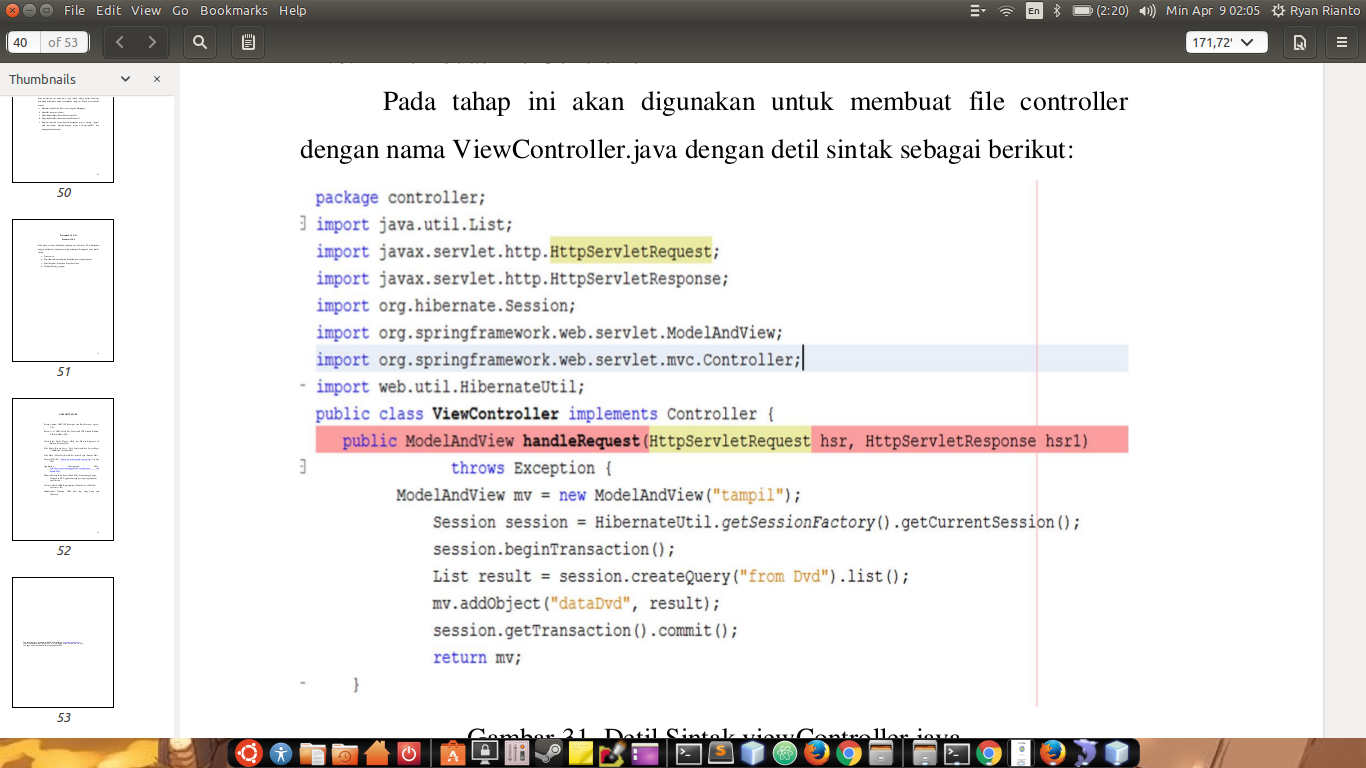 File Edit View Go Bookmarks Help
En (2:20) Min Apr 9 02:05 Ryan Rianto
40 of 53
171,72
Thumbnails
50
51
52
53
Pada tahap ini akan digunakan untuk membuat file controller
dengan nama ViewController.java dengan detil sintak sebagai berikut:
package controller;
import java.util.List;
import javax.servlet.http.HttpServletRequest;
import javax.servlet.http.HttpServletResponse;
import org.hibernate.Session;
import org.springframework.web.servlet.ModelAndView;
import org.springframework.web.servlet.mvc.Controller;
import web.util.HibernateUtil;
public class ViewController implements Controller {
public ModelAndView handleRequest(HttpServletRequest hsr, HttpServletResponse hsr1)
throws Exception {
ModelAndView mv = new ModelAndView("tampil");
Session session = HibernateUtil.getSessionFactory().getCurrentSession();
session.beginTransaction();
List result = session.createQuery("from Dvd").list();
mv.addObject("dataDvd", result);
session.getTransaction().commit();
return mv;
}
Gambar 31. Detil Sintak viewController.java